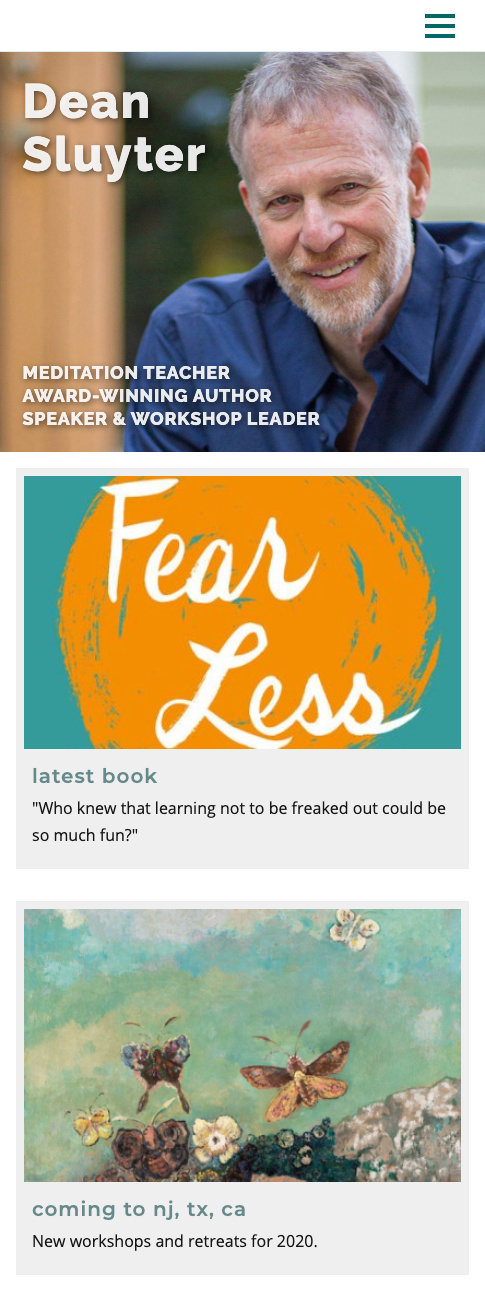 Dean
Sluyter
MEDITATION TEACHER
AWARD-WINNING AUTHOR
SPEAKER & WORKSHOP LEADER
Fear
Less
latest book
"Who knew that learning not to be freaked out could be
so much fun?"
coming to nj, tx, ca
New workshops and retreats for 2020.